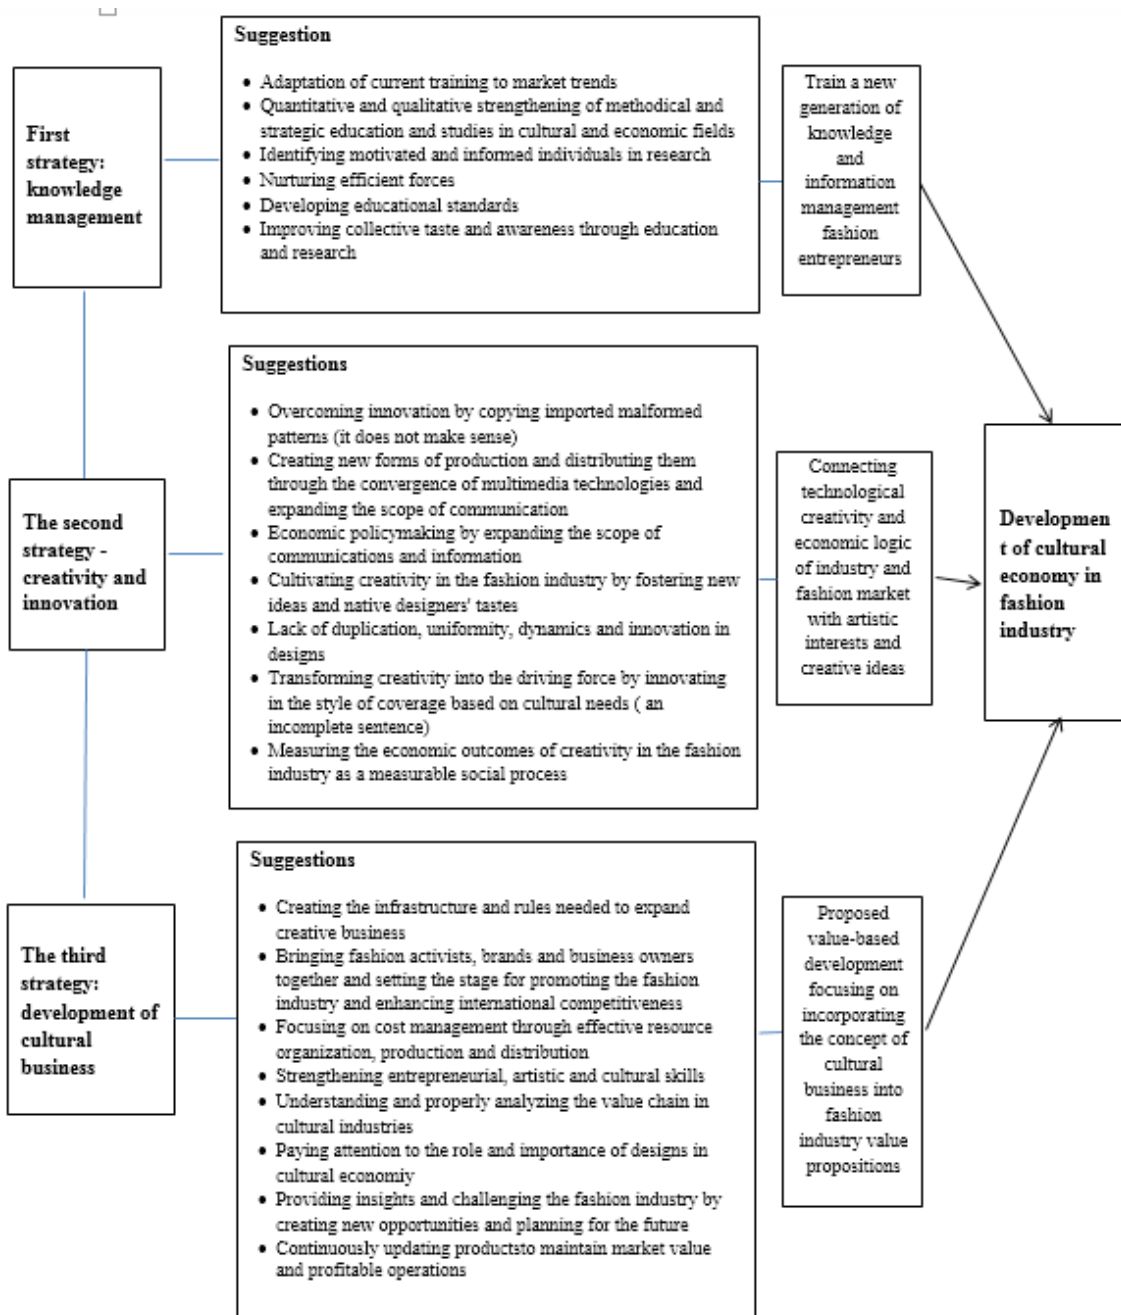 First
strategy:
knowledge
management
Suggestion
• Adaptation of current training to market trends
• Quantitative and qualitative strengthening of methodical and
strategic education and studies in cultural and economic fields
• Identifying motivated and informed individuals in research
• Nurturing efficient forces
• Developing educational standards
• Improving collective taste and awareness through education
and research
Train a new
generation of
knowledge
and
information
management
fashion
entrepreneurs
The second
strategy -
creativity and
innovation
Suggestions
• Overcoming innovation by copying imported malformed
patterns (it does not make sense)
• Creating new forms of production and distributing them
through the convergence of multimedia technologies and
expanding the scope of communication
• Economic policymaking by expanding the scope of
communications and information
• Cultivating creativity in the fashion industry by fostering new
ideas and native designers' tastes
• Lack of duplication, uniformity, dynamics and innovation in
designs
• Transforming creativity into the driving force by innovating
in the style of coverage based on cultural needs ( an
incomplete sentence)
• Measuring the economic outcomes of creativity in the fashion
industry as a measurable social process
Connecting
technological
creativity and
economic logic
of industry and
fashion market
with artistic
interests and
creative ideas
Developmen
t of cultural
economy in
fashion
industry
The third
strategy:
development of
cultural
business
Suggestions
• Creating the infrastructure and rules needed to expand
creative business
• Bringing fashion activists, brands and business owners
together and setting the stage for promoting the fashion
industry and enhancing international competitiveness
• Focusing on cost management through effective resource
organization, production and distribution
• Strengthening entrepreneurial, artistic and cultural skills
• Understanding and properly analyzing the value chain in
cultural industries
• Paying attention to the role and importance of designs in
cultural economiy
• Providing insights and challenging the fashion industry by
creating new opportunities and planning for the future
• Continuously updating productsto maintain market value
and profitable operations
Proposed
value-based
development
focusing on
incorporating
the concept of
cultural
business into
fashion
industry value
propositions